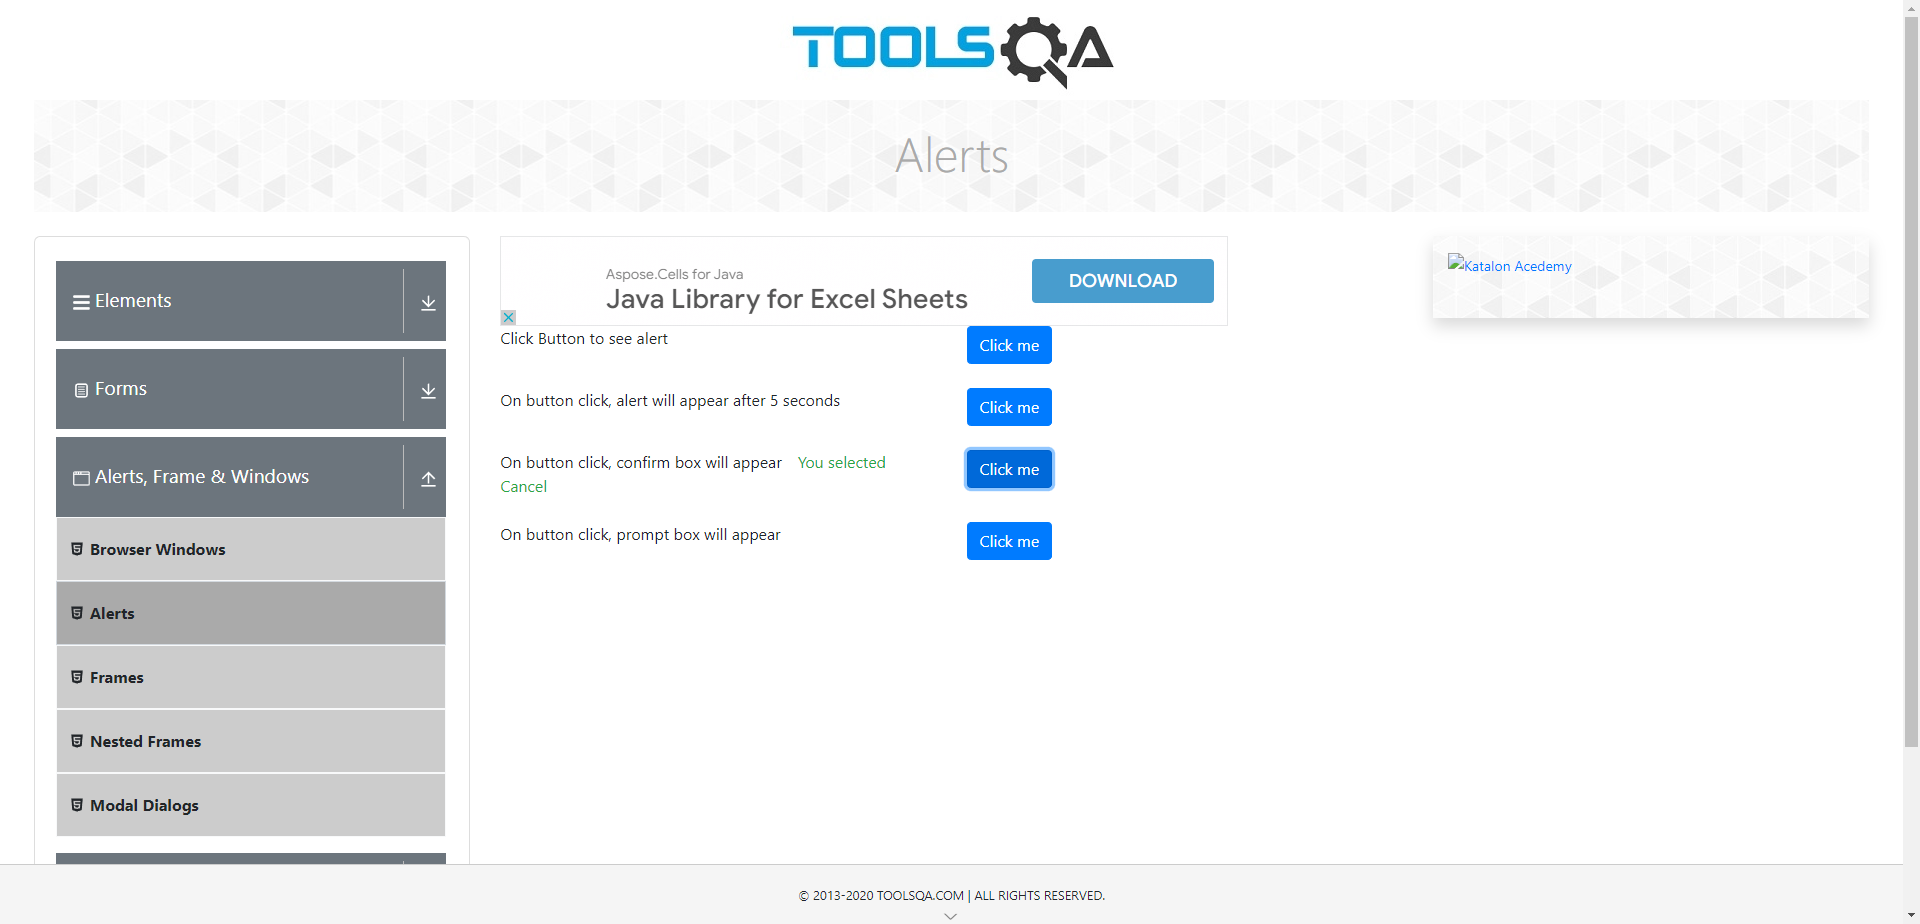 TOOLSQA
Alerts
Elements
Forms
Alerts, Frame & Windows
Browser Windows
Alerts
Frames
Nested Frames
Modal Dialogs
Aspose.Cells for Java
Java Library for Excel Sheets
DOWNLOAD
Click Button to see alert
Click me
On button click, alert will appear after 5 seconds
Click me
On button click, confirm box will appear You selected
Cancel
Click me
On button click, prompt box will appear
Click me
Katalon Acedemy
© 2013-2020 TOOLSQA.COM | ALL RIGHTS RESERVED.